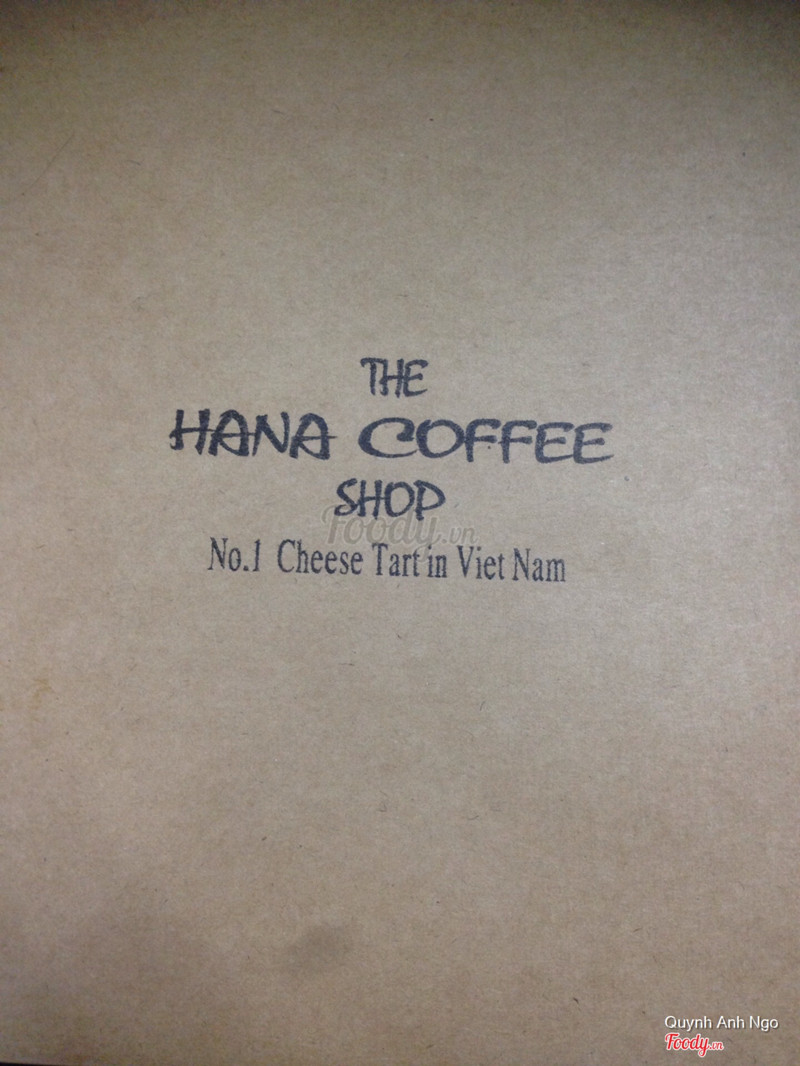 THE
HANA COFFEE
SHOP
Foody.vn
No.1 Cheese Tart in Viet Nam
Quynh Anh Ngo
Foody.vn